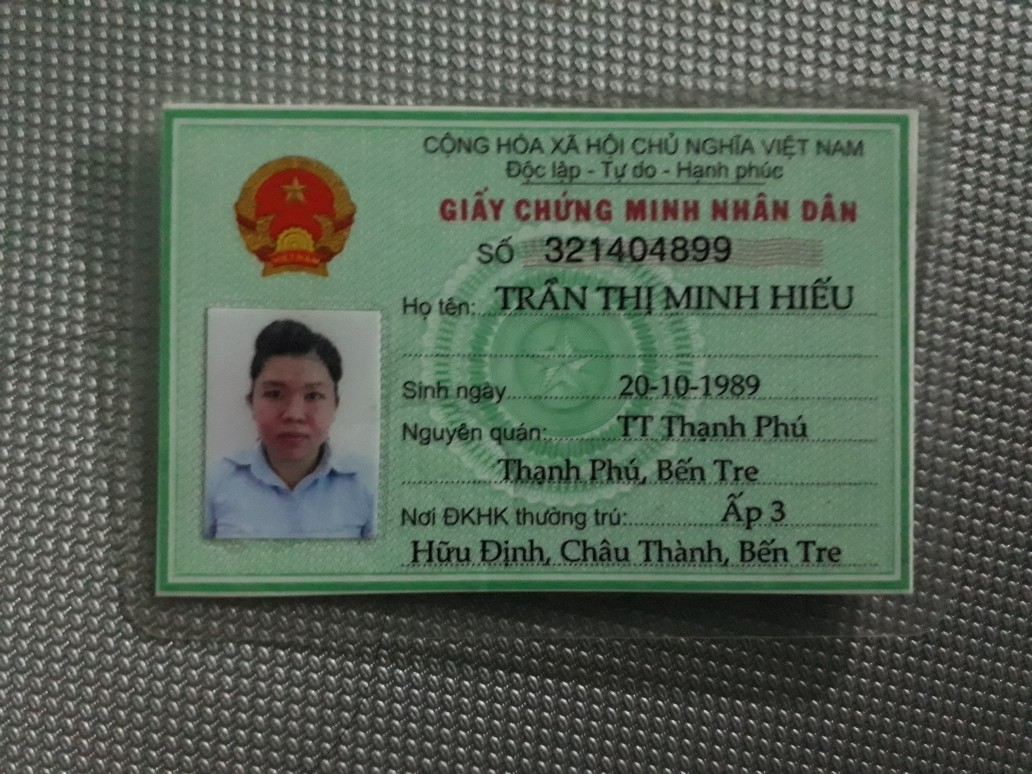 CỘNG HÒA XÃ HỘI CHỦ NGHĨA VIỆT NAM
Độc lập - Tự do - Hạnh phúc
GIẤY CHỨNG MINH NHÂN DÂN
SỐ 321404899
Họ tên: TRẦN THỊ MINH HIẾU
Sinh ngày 20-10-1989
Nguyên quán: TT Thạnh Phú
Thạnh Phú, Bến Tre
Nơi ĐKHK thường trú: Ấp 3
Hữu Định, Châu Thành, Bến Tre
VIETNAM